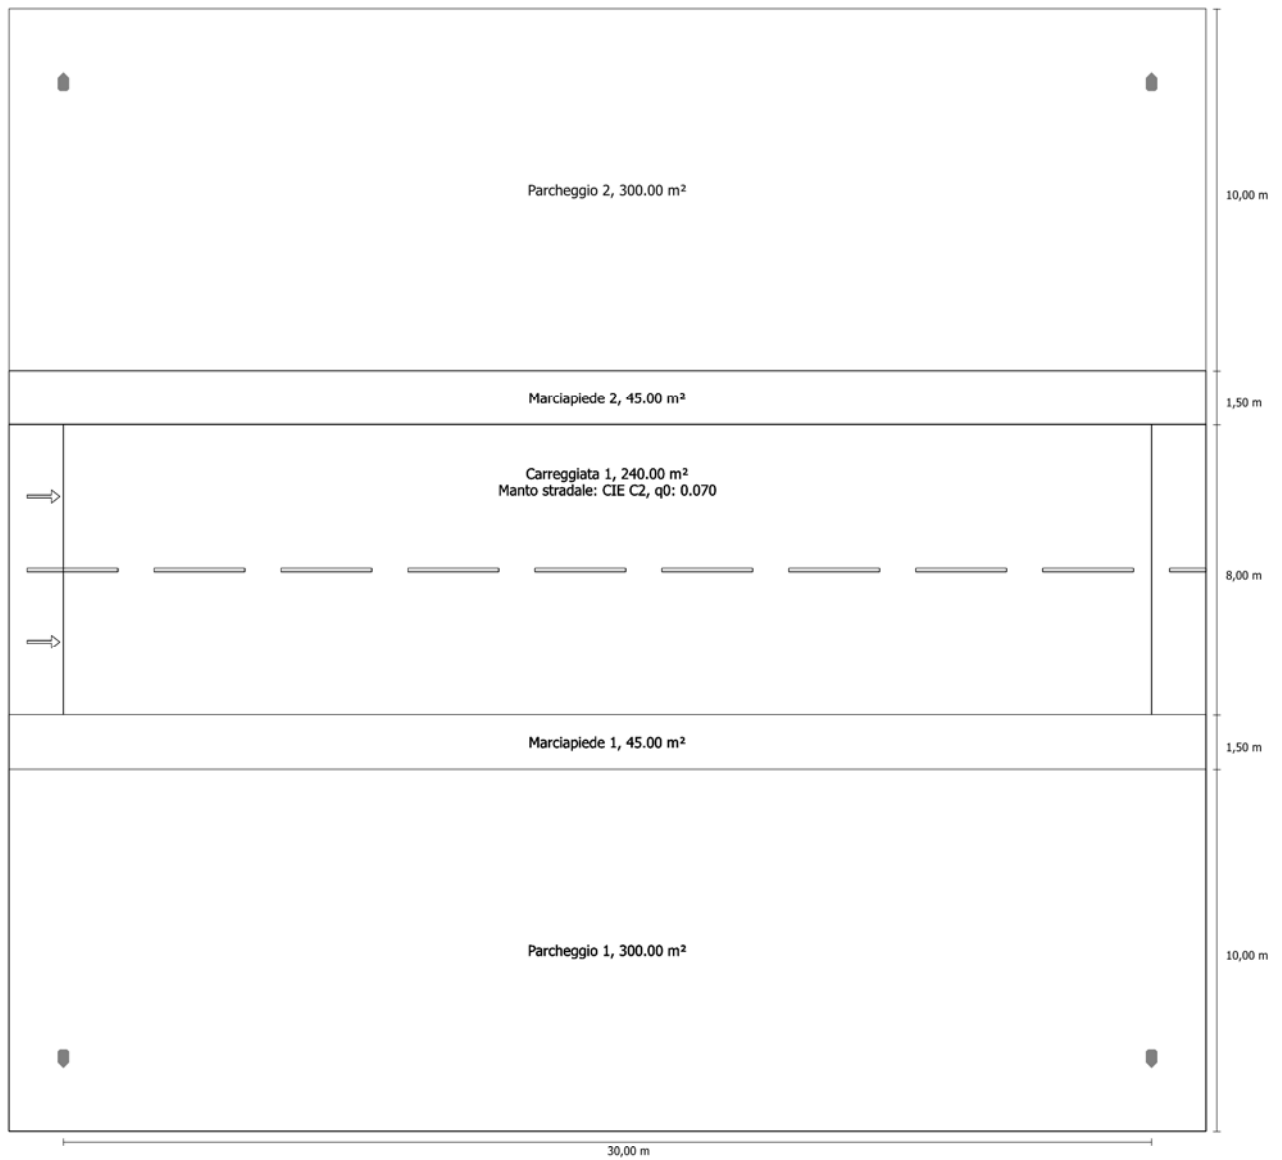 Parcheggio 2, 300.00 m²
10,00 m
Marciapiede 2, 45.00 m²
1,50 m
Carreggiata 1, 240.00 m²
Manto stradale: CIE C2, q0: 0.070
8,00 m
Marciapiede 1, 45.00 m²
1,50 m
Parcheggio 1, 300.00 m²
10,00 m
30,00 m